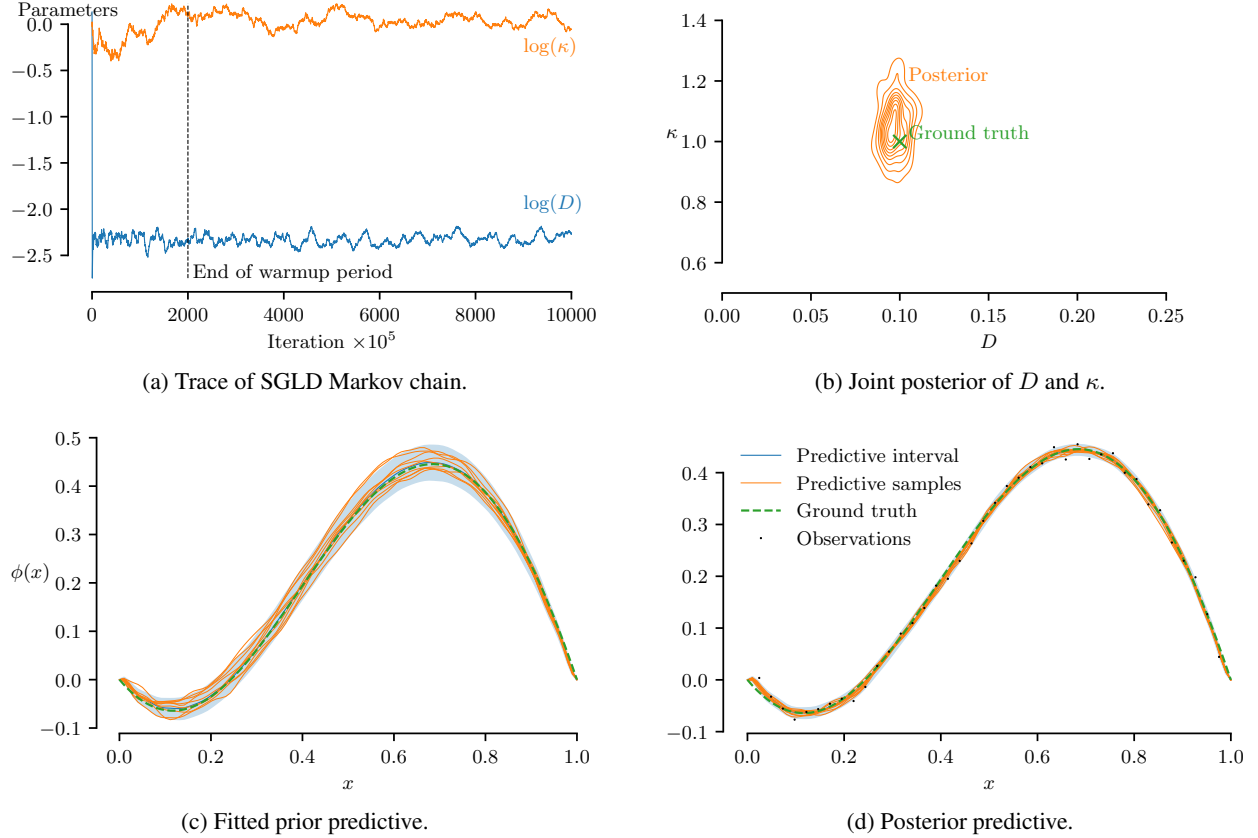 Parameters
0.0
−0.5
−1.0
−1.5
−2.0
−2.5
log(κ)
log(D)
End of warmup period
0 2000 4000 6000 8000 10000
Iteration ×10⁵
(a) Trace of SGLD Markov chain.
1.4
1.2
κ 1.0
0.8
0.6
Posterior
Ground truth
0.00 0.05 0.10 0.15 0.20 0.25
D
(b) Joint posterior of D and κ.
0.5
0.4
0.3
ϕ(x)
0.2
0.1
0.0
−0.1
0.0 0.2 0.4 0.6 0.8 1.0
x
(c) Fitted prior predictive.
0.4
0.3
0.2
0.1
0.0
−0.1
Predictive interval
Predictive samples
Ground truth
Observations
0.0 0.2 0.4 0.6 0.8 1.0
x
(d) Posterior predictive.